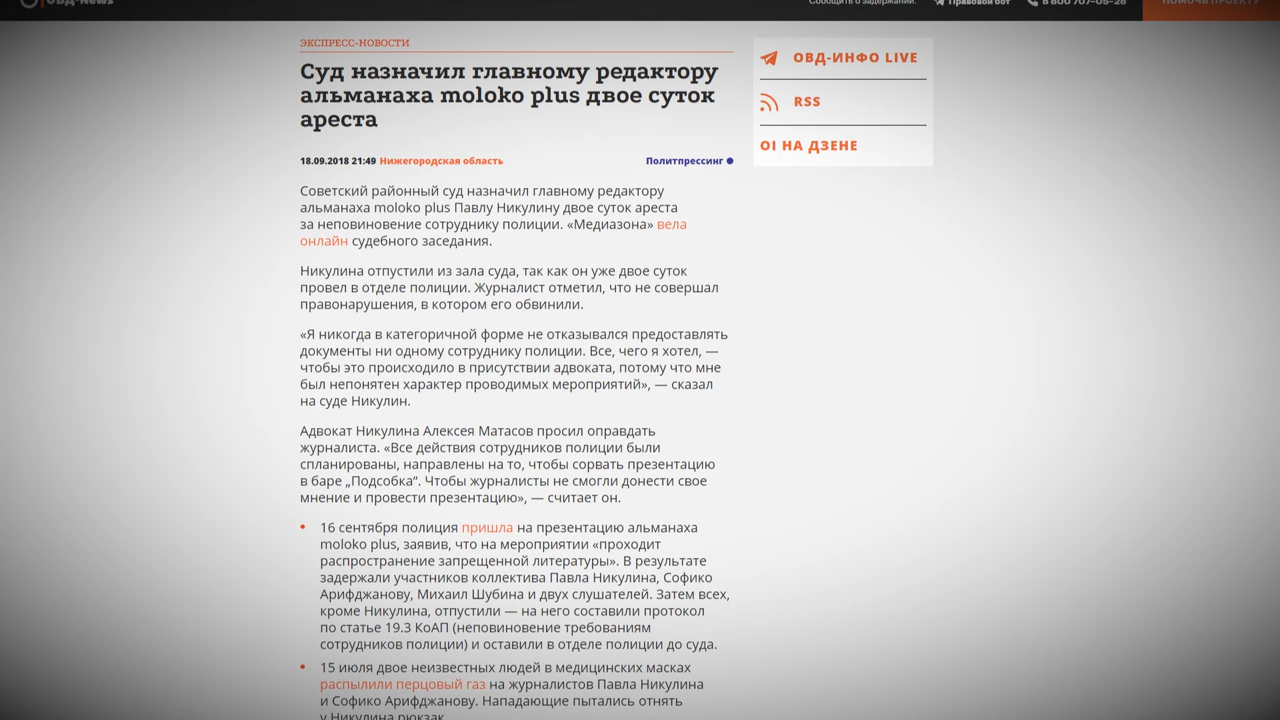 ОВД-News
Сообщить о задержании:
Правовой бот
8 800 707-05-28
ПОМОЧЬ ПРОЕКТУ
ЭКСПРЕСС-НОВОСТИ
Суд назначил главному редактору
альманаха moloko plus двое суток
ареста
18.09.2018 21:49 Нижегородская область
Политпрессинг
Советский районный суд назначил главному редактору
альманаха moloko plus Павлу Никулину двое суток ареста
за неповиновение сотруднику полиции. «Медиазона» вела
онлайн судебного заседания.
Никулина отпустили из зала суда, так как он уже двое суток
провел в отделе полиции. Журналист отметил, что не совершал
правонарушения, в котором его обвинили.
«Я никогда в категоричной форме не отказывался предоставлять
документы ни одному сотруднику полиции. Все, чего я хотел, —
чтобы это происходило в присутствии адвоката, потому что мне
был непонятен характер проводимых мероприятий», — сказал
на суде Никулин.
Адвокат Никулина Алексея Матасов просил оправдать
журналиста. «Все действия сотрудников полиции были
спланированы, направлены на то, чтобы сорвать презентацию
в баре „Подсобка“. Чтобы журналисты не смогли донести свое
мнение и провести презентацию», — считает он.
• 16 сентября полиция пришла на презентацию альманаха
moloko plus, заявив, что на мероприятии «проходит
распространение запрещенной литературы». В результате
задержали участников коллектива Павла Никулина, Софико
Арифджанову, Михаил Шубина и двух слушателей. Затем всех,
кроме Никулина, отпустили — на него составили протокол
по статье 19.3 КоАП (неповиновение требованиям
сотрудников полиции) и оставили в отделе полиции до суда.
• 15 июля двое неизвестных людей в медицинских масках
распылили перцовый газ на журналистов Павла Никулина
и Софико Арифджанову. Нападающие пытались отнять
у Никулина рюкзак.
ОВД-ИНФО LIVE
RSS
OI НА ДЗЕНЕ